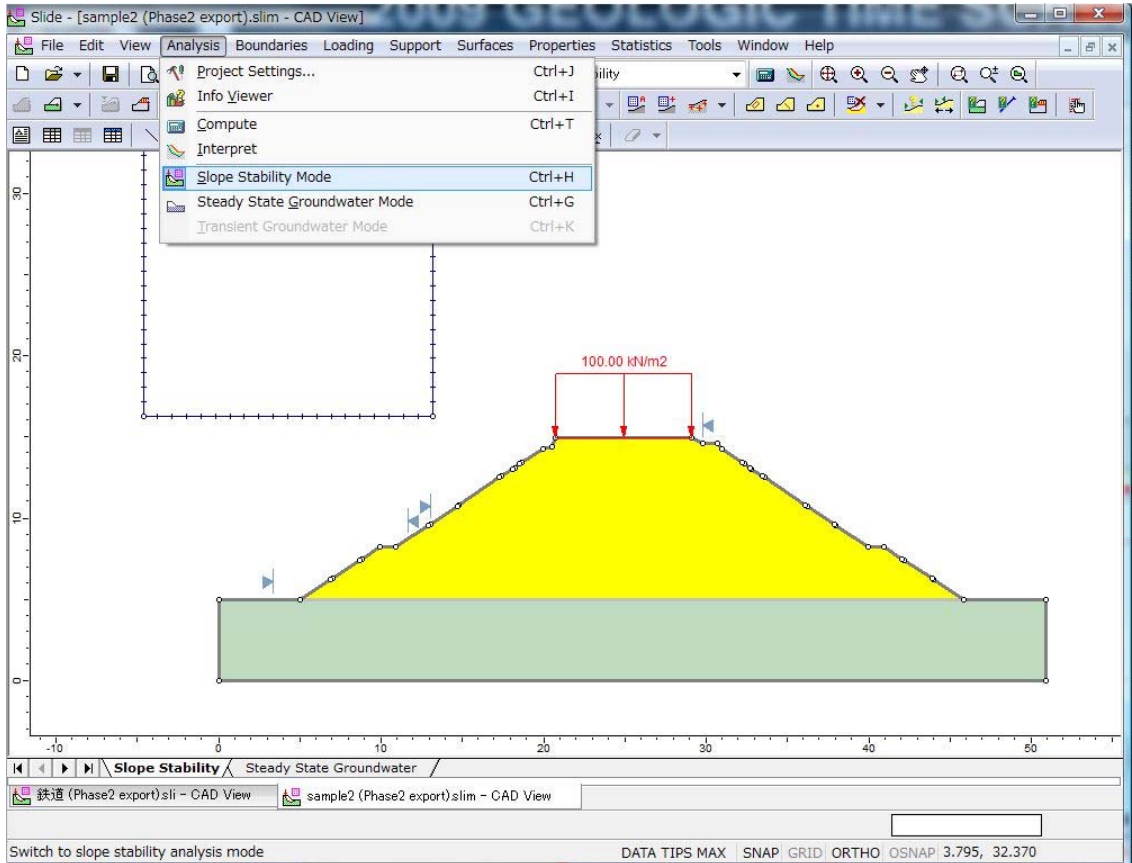 Slide - [sample2 (Phase2 export).slim - CAD View]
2009 GEOLOGIC TIME
File Edit View Analysis Boundaries Loading Support Surfaces Properties Statistics Tools Window Help
Project Settings... Ctrl+J
Info Viewer Ctrl+I
Compute Ctrl+T
Interpret
Slope Stability Mode Ctrl+H
Steady State Groundwater Mode Ctrl+G
Transient Groundwater Mode Ctrl+K
30
20
10
0
100.00 kN/m2
-10 0 10 20 30 40 50
Slope Stability Steady State Groundwater
鉄道 (Phase2 export).sli - CAD View sample2 (Phase2 export).slim - CAD View
Switch to slope stability analysis mode DATA TIPS MAX SNAP GRID ORTHO OSNAP 3.795, 32.370